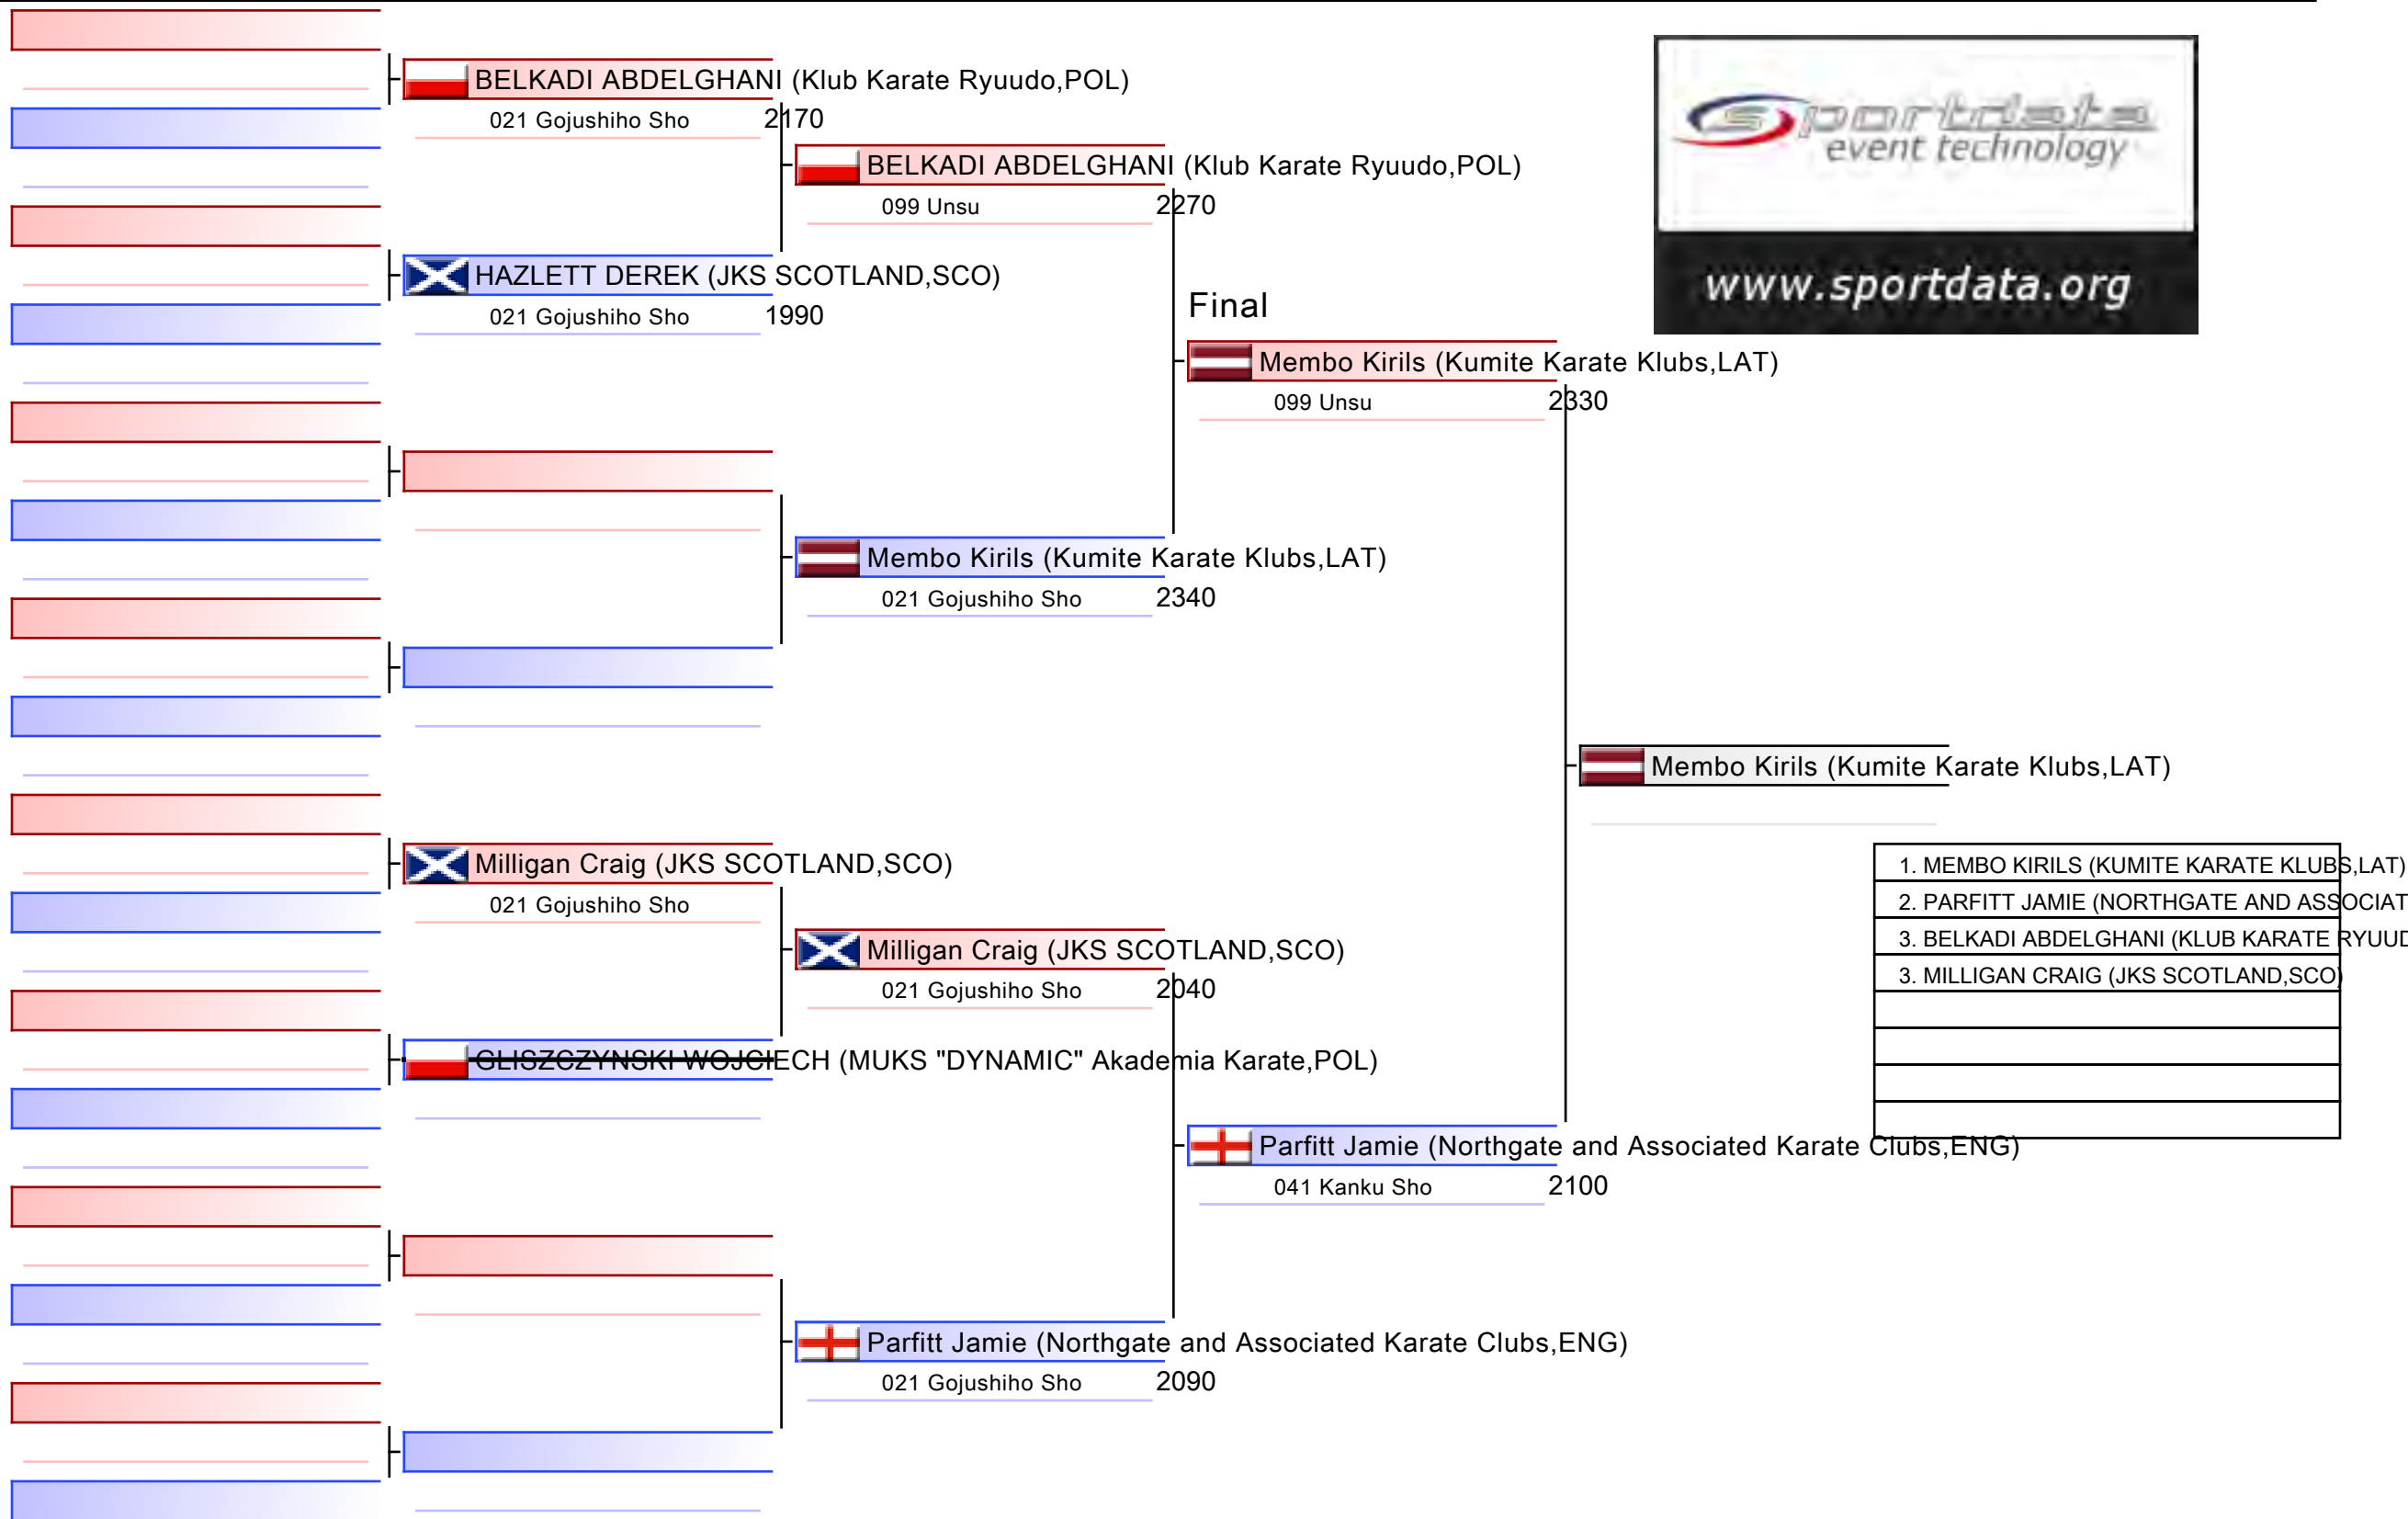 BELKADI ABDELGHANI (Klub Karate Ryuudo,POL)
021 Gojushiho Sho 2170
BELKADI ABDELGHANI (Klub Karate Ryuudo,POL)
099 Unsu 2270
HAZLETT DEREK (JKS SCOTLAND,SCO)
021 Gojushiho Sho 1990
sportdata
event technology
www.sportdata.org
Final
Membo Kirils (Kumite Karate Klubs,LAT)
099 Unsu 2330
Membo Kirils (Kumite Karate Klubs,LAT)
021 Gojushiho Sho 2340
Membo Kirils (Kumite Karate Klubs,LAT)
Milligan Craig (JKS SCOTLAND,SCO)
021 Gojushiho Sho
Milligan Craig (JKS SCOTLAND,SCO)
021 Gojushiho Sho 2040
GLISZCZYNSKI WOJCIECH (MUKS "DYNAMIC" Akademia Karate,POL)
Parfitt Jamie (Northgate and Associated Karate Clubs,ENG)
041 Kanku Sho 2100
Parfitt Jamie (Northgate and Associated Karate Clubs,ENG)
021 Gojushiho Sho 2090
1. MEMBO KIRILS (KUMITE KARATE KLUBS,LAT)
2. PARFITT JAMIE (NORTHGATE AND ASSOCIAT
3. BELKADI ABDELGHANI (KLUB KARATE RYUUD
3. MILLIGAN CRAIG (JKS SCOTLAND,SCO)